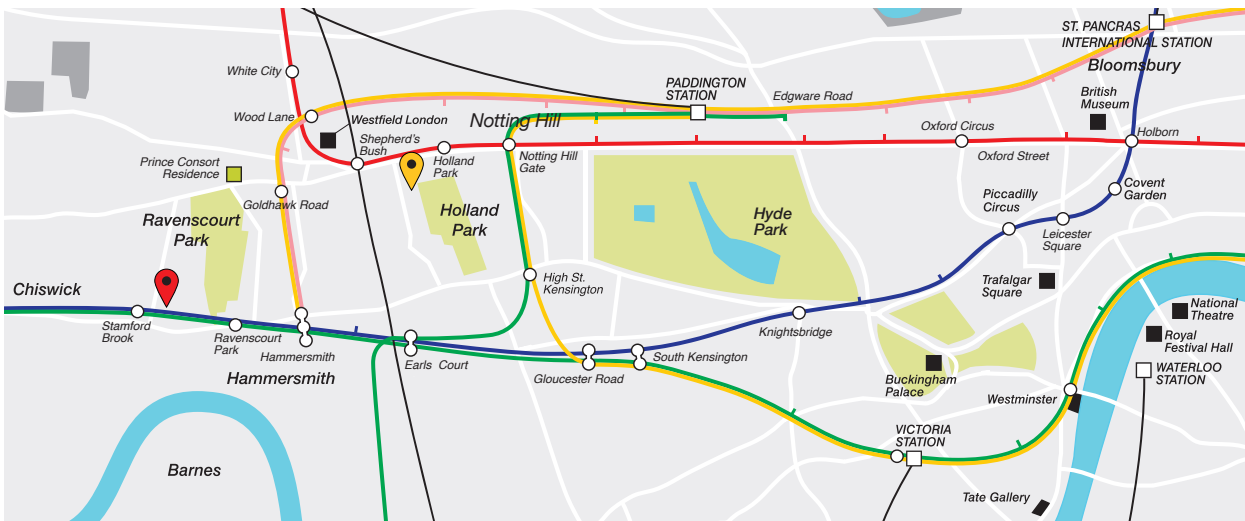 ST. PANCRAS
INTERNATIONAL STATION
Bloomsbury
White City
PADDINGTON
STATION
Edgware Road
British
Museum
Wood Lane
Westfield London
Notting Hill
Shepherd's
Bush
Oxford Circus
Holborn
Prince Consort
Residence
Holland
Park
Notting Hill
Gate
Oxford Street
Goldhawk Road
Piccadilly
Circus
Covent
Garden
Ravenscourt
Park
Holland
Park
Hyde
Park
Leicester
Square
Chiswick
High St.
Kensington
Trafalgar
Square
National
Theatre
Stamford
Brook
Ravenscourt
Park
Hammersmith
Knightsbridge
Royal
Festival Hall
Earls Court
South Kensington
Gloucester Road
Hammersmith
Buckingham
Palace
WATERLOO
STATION
Westminster
VICTORIA
STATION
Barnes
Tate Gallery